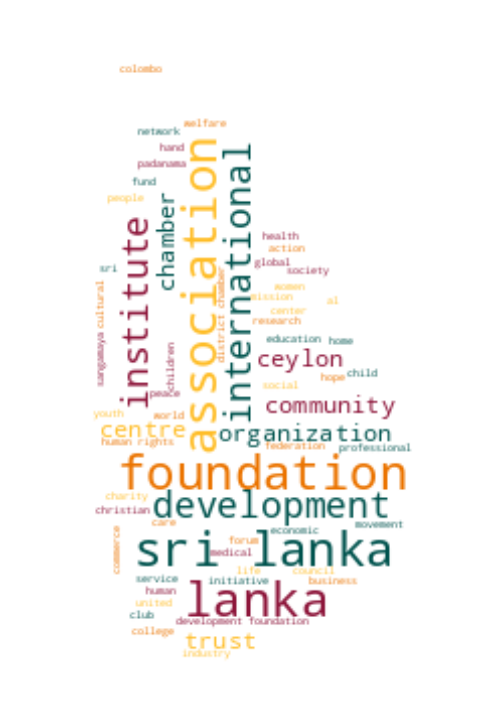 colombo
welfare
network
hand
padanama
fund
people
association
international
chamber
institute
health
action
global
society
sri
cultural
district chamber
women
mission
al
center
research
sangamaya
children
education home
ceylon
hope child
social
peace
community
youth
world
centre
organization
human rights
federation
professional
foundation
charity
development
christian
care
movement
commerce
economic
sri lanka
forum
medical
life
council
service
initiative
business
human
lanka
united
club
development foundation
college
trust
industry